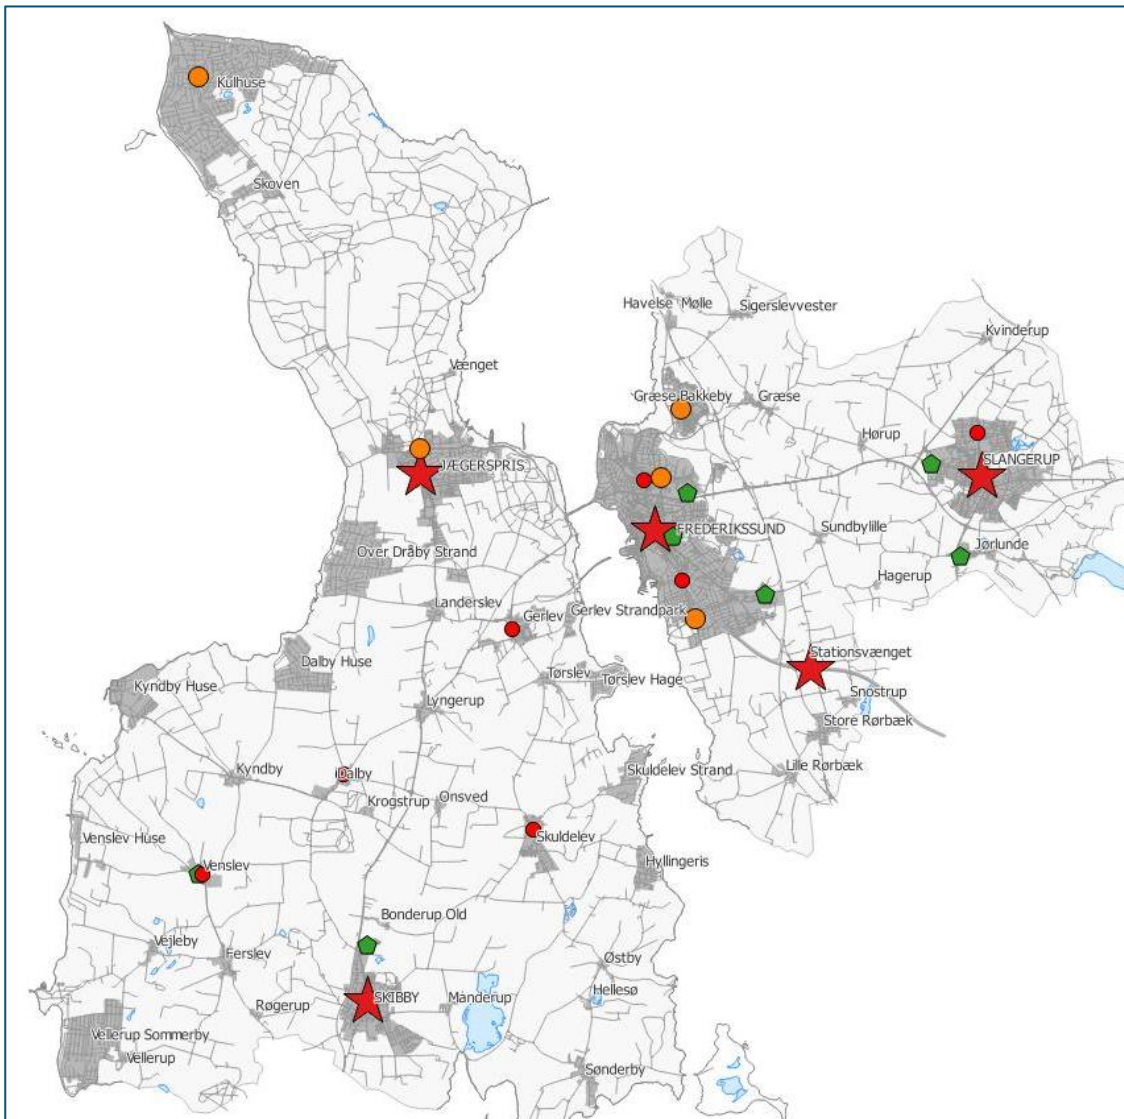 Kulhuse
Skoven
Havelse Mølle
Sigerslevvester
Kvinderup
Vænget
Græse Bakkeby
Græse
Hørup
JÆGERSPRIS
SLANGERUP
FREDERIKSSUND
Sundbylille
Over Dråby Strand
Jørlunde
Hagerup
Landerslev
Gerlev
Gerlev Strandpark
Stationsvænget
Dalby Huse
Kyndby Huse
Tørslev
Tørslev Hage
Snostrup
Lyngerup
Store Rørbæk
Kyndby
Dalby
Skuldelev Strand
Lille Rørbæk
Krogstrup
Onsved
Venslev Huse
Skuldelev
Venslev
Hyllingeris
Bonderup Old
Vejleby
Ferslev
Østby
SKIBBY
Manderup
Hellesø
Røgerup
Vellerup Sommerby
Vellerup
Sønderby